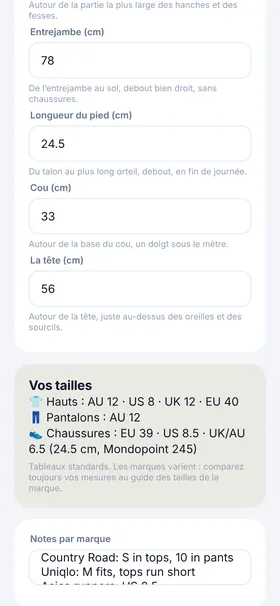 Autour de la partie la plus large des hanches et des
fesses.
Entrejambe (cm)
78
De l'entrejambe au sol, debout bien droit, sans
chaussures.
Longueur du pied (cm)
24.5
Du talon au plus long orteil, debout, en fin de journée.
Cou (cm)
33
Autour de la base du cou, un doigt sous le mètre.
La tête (cm)
56
Autour de la tête, juste au-dessus des oreilles et des
sourcils.
Vos tailles
👕 Hauts : AU 12 · US 8 · UK 12 · EU 40
👖 Pantalons : AU 12
👟 Chaussures : EU 39 · US 8.5 · UK/AU
6.5 (24.5 cm, Mondopoint 245)
Tableaux standards. Les marques varient : comparez
toujours vos mesures au guide des tailles de la
marque.
Notes par marque
Country Road: S in tops, 10 in pants
Uniqlo: M fits, tops run short
Asics runners: US 8.5